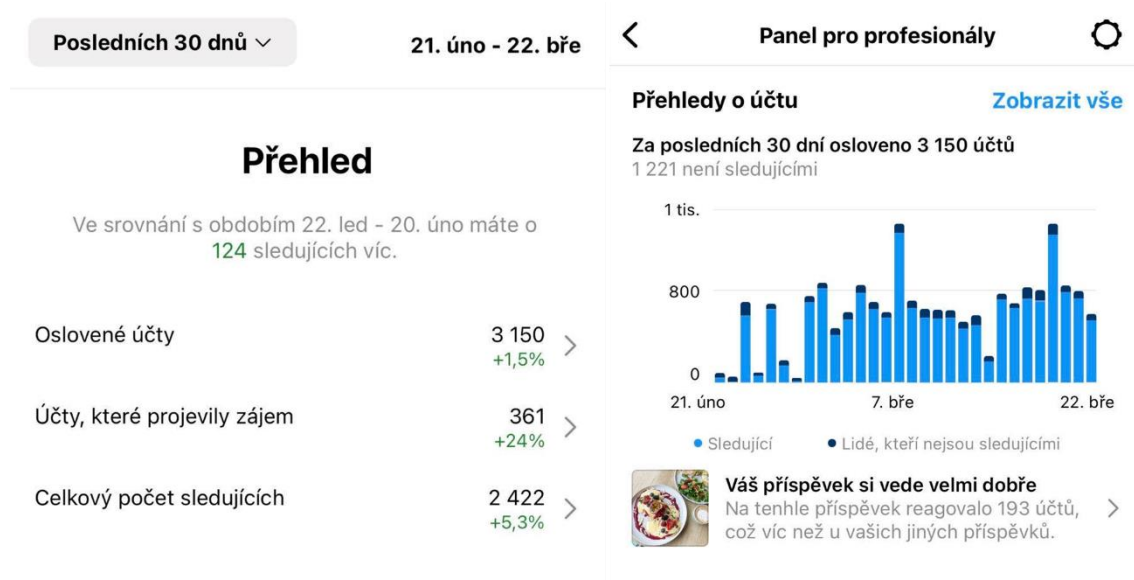 Posledních 30 dnů
21. úno - 22. bře
Přehled
Ve srovnání s obdobím 22. led - 20. úno máte o
124 sledujících víc.
Oslovené účty
3 150
+1,5%
Účty, které projevily zájem
361
+24%
Celkový počet sledujících
2 422
+5,3%
Panel pro profesionály
Přehledy o účtu
Zobrazit vše
Za posledních 30 dní osloveno 3 150 účtů
1 221 není sledujícími
1 tis.
800
0
21. úno
7. bře
22. bře
Sledující
Lidé, kteří nejsou sledujícími
Váš příspěvek si vede velmi dobře
Na tenhle příspěvek reagovalo 193 účtů,
což víc než u vašich jiných příspěvků.